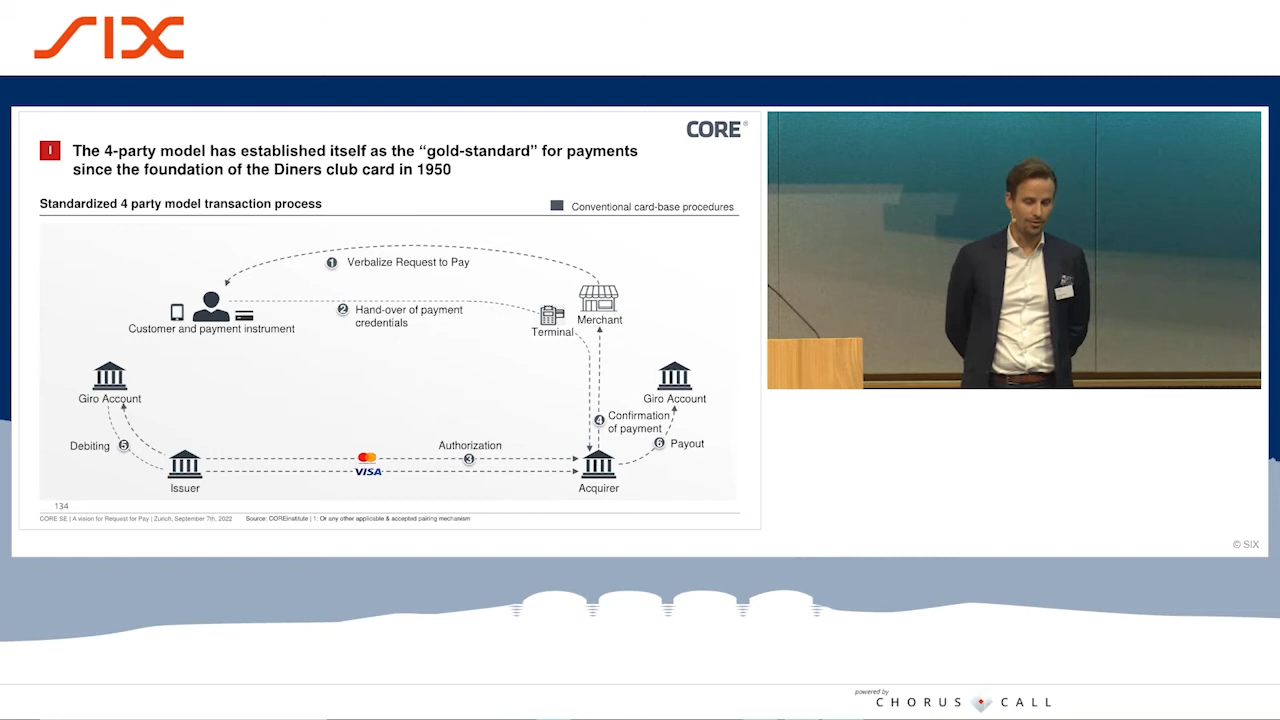 SIX
CORE®
I
The 4-party model has established itself as the “gold-standard” for payments
since the foundation of the Diners club card in 1950
Standardized 4 party model transaction process
Conventional card-base procedures
1 Verbalize Request to Pay
2 Hand-over of payment
credentials
Customer and payment instrument
Terminal
Merchant
Giro Account
Giro Account
4 Confirmation
of payment
Debiting 5
6 Payout
Authorization
3
VISA
Issuer
Acquirer
134
CORE SE | A vision for Request for Pay | Zurich, September 7th, 2022
Source: COREinstitute | 1: Or any other applicable & accepted pairing mechanism
© SIX
powered by
CHORUS CALL